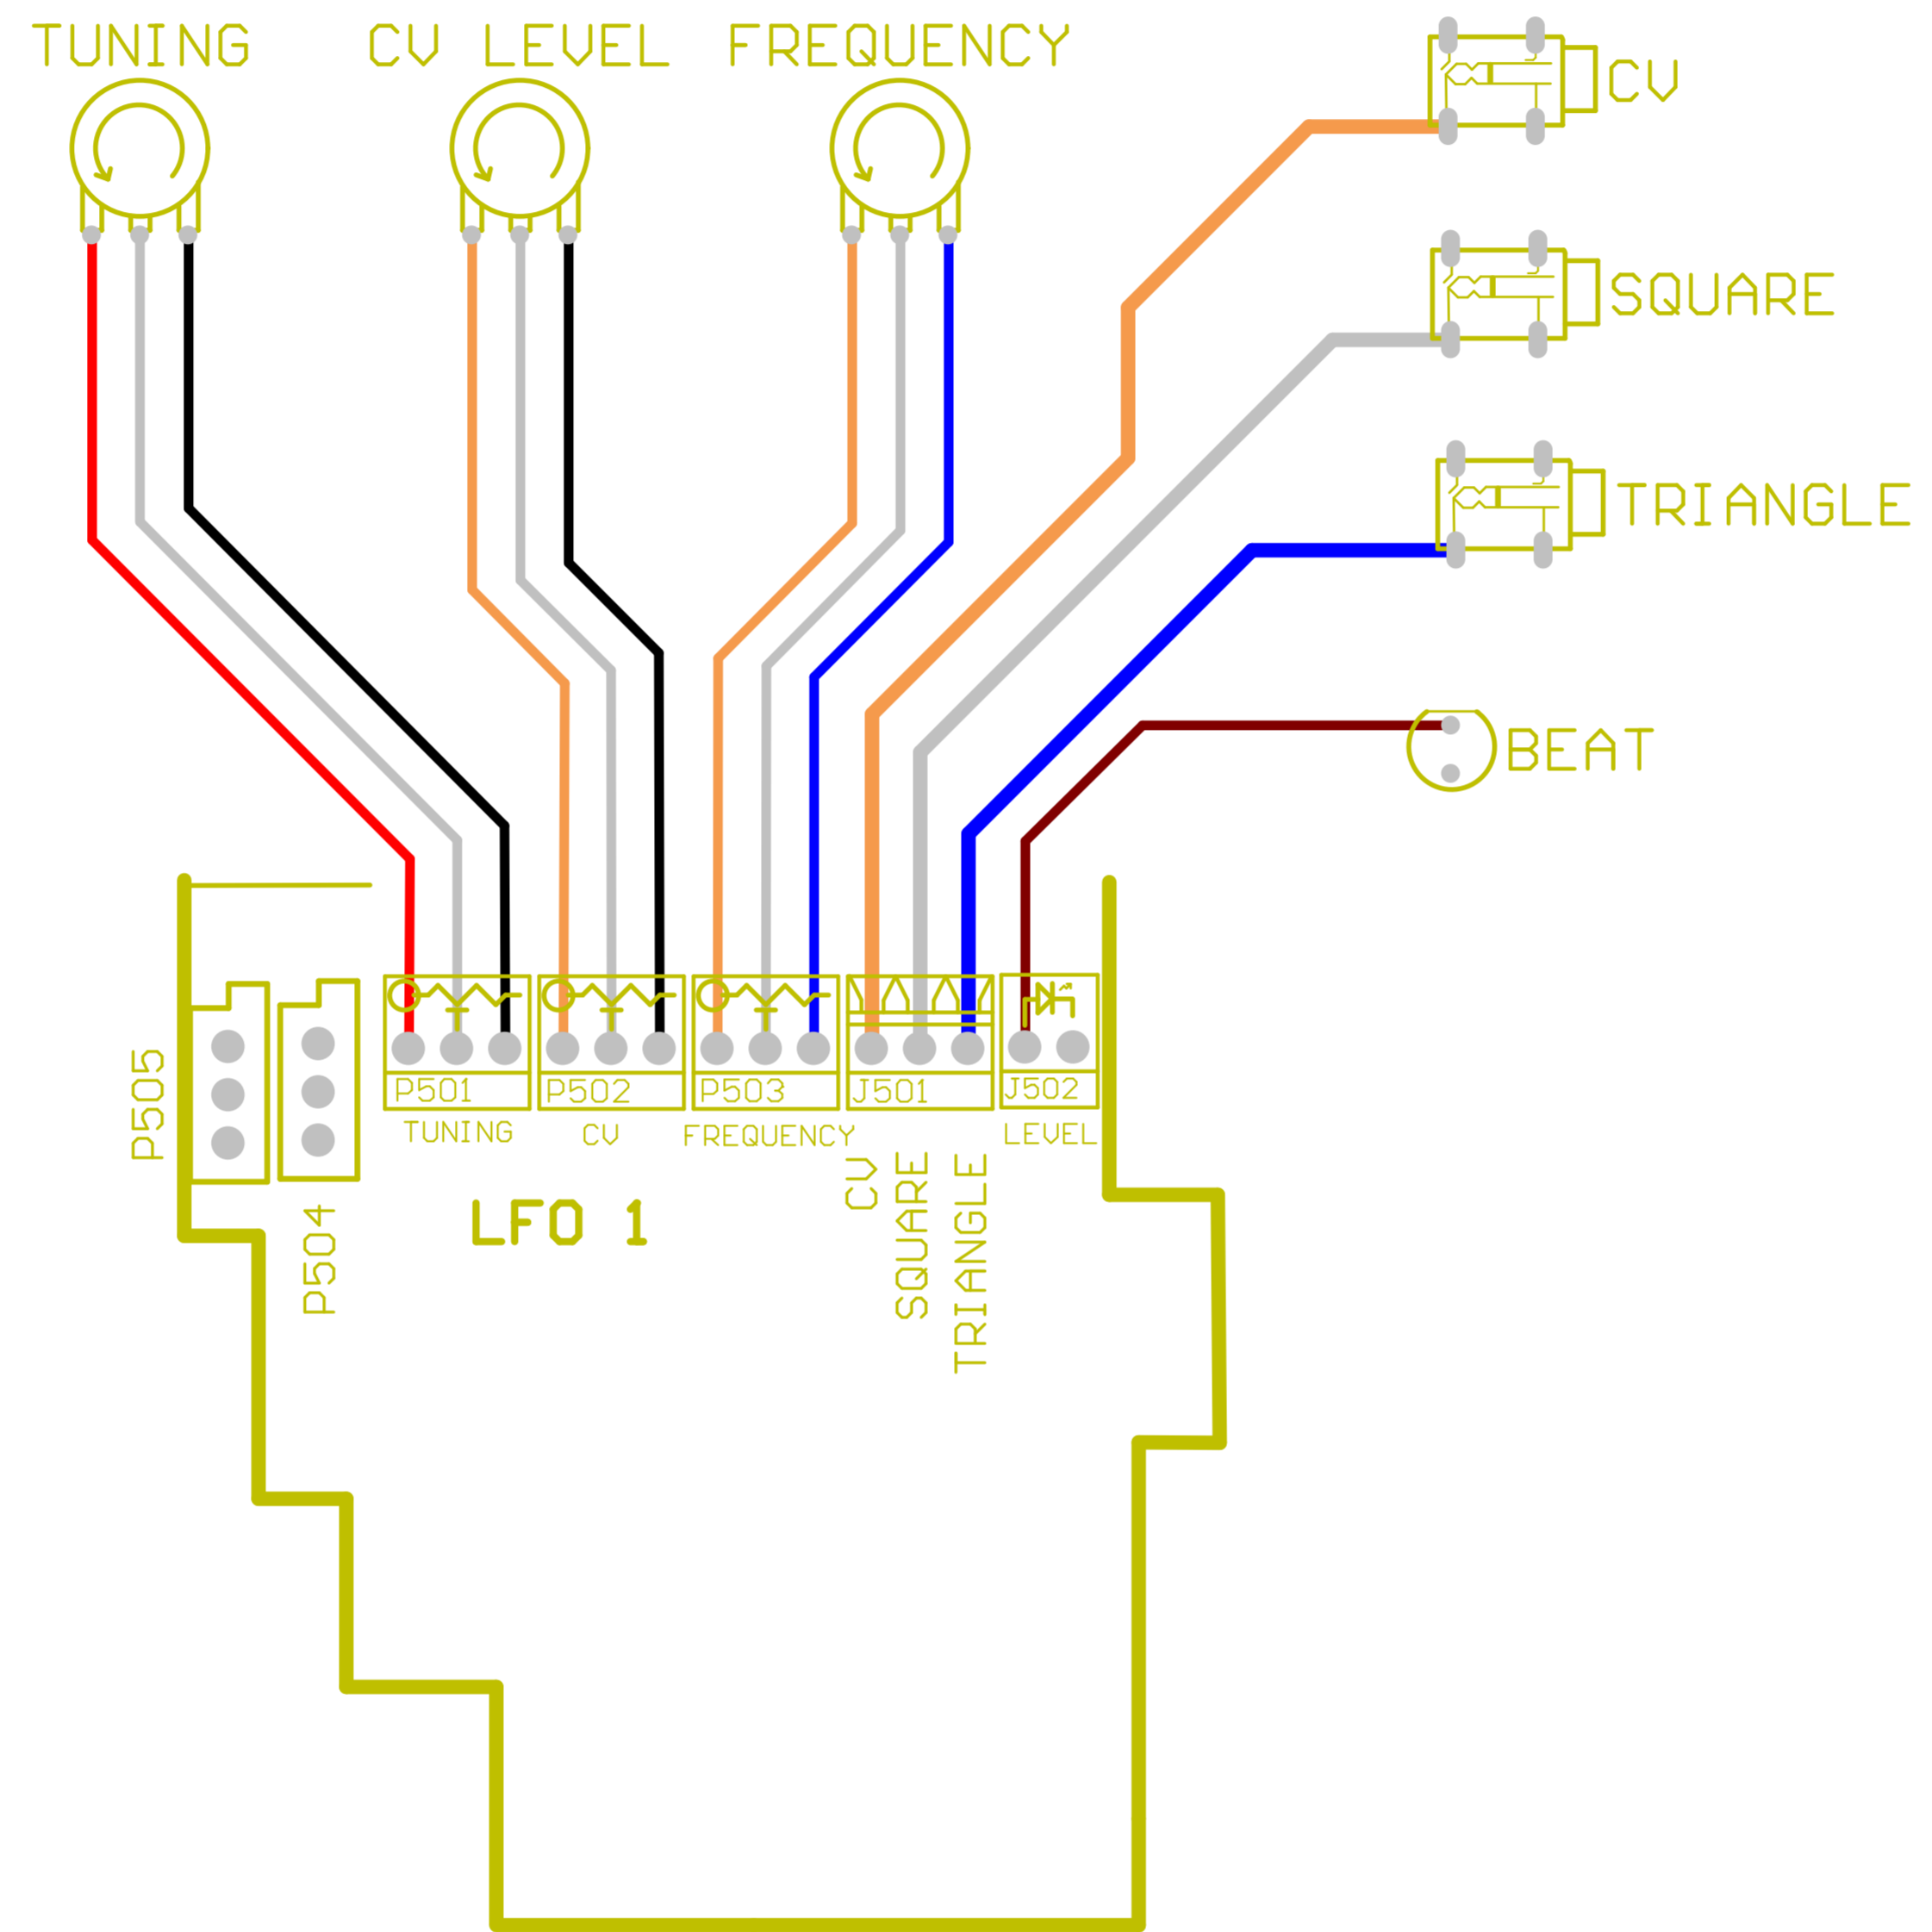 TUNING
CV LEVEL
FREQUENCY
CV
SQUARE
TRIANGLE
BEAT
P505
P504
P501
P502
P503
J501
J502
TUNING
CV
FREQUENCY
LEVEL
LFO 1
CV
SQUARE
TRIANGLE